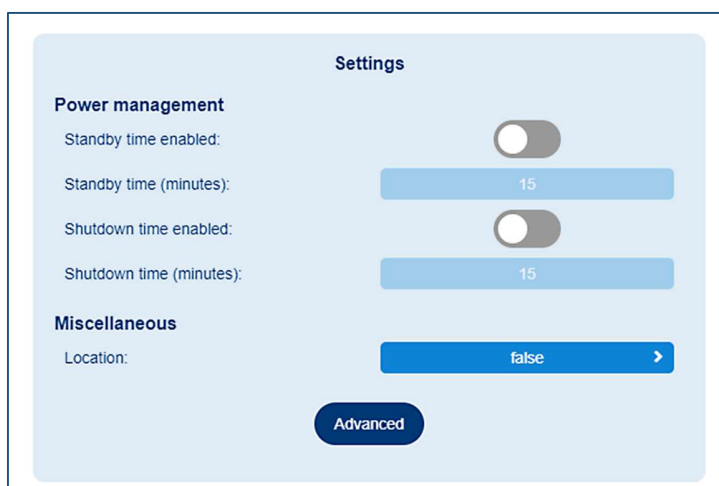 Settings
Power management
Standby time enabled:
Standby time (minutes): 15
Shutdown time enabled:
Shutdown time (minutes): 15
Miscellaneous
Location: false
Advanced